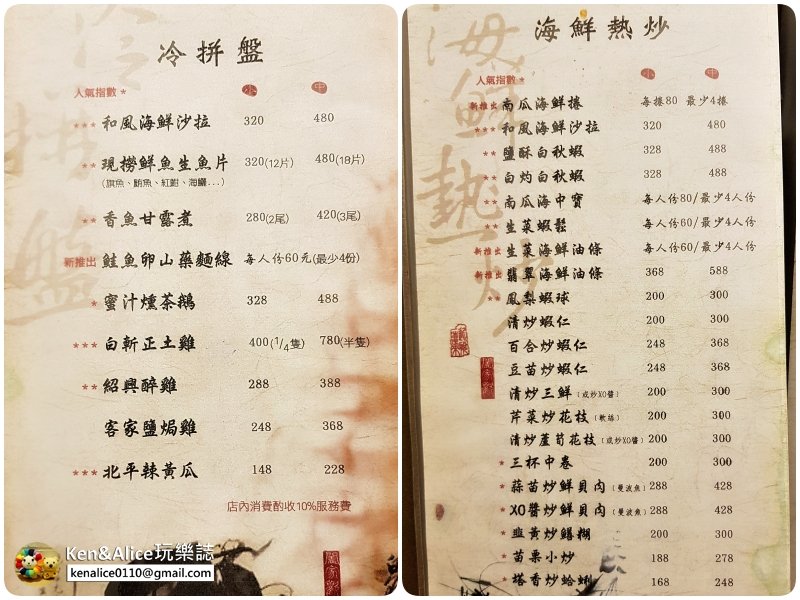 冷拼盤
人氣指數* 小 中
***和風海鮮沙拉 320 480
**現撈鮮魚生魚片 320(12片) 480(18片)
(旗魚、鮪魚、紅魽、海鱺...)
**香魚甘露煮 280(2尾) 420(3尾)
新推出 鮭魚卵山藥麵線 每人份60元(最少4份)
*蜜汁燻茶鵝 328 488
***白斬正土雞 400(1/4隻) 780(半隻)
**紹興醉雞 288 388
客家鹽焗雞 248 368
***北平辣黃瓜 148 228
店內消費酌收10%服務費
Ken&Alice玩樂誌
kenalice0110@gmail.com
海鮮熱炒
人氣指數* 小 中
新推出 南瓜海鮮捲 每捲80 最少4捲
***和風海鮮沙拉 320 480
**鹽酥白秋蝦 328 488
**白灼白秋蝦 328 488
**南瓜海中寶 每人份80/最少4人份
**生菜蝦鬆 每人份60/最少4人份
新推出 生菜海鮮油條 每人份60/最少4人份
新推出 翡翠海鮮油條 368 588
**鳳梨蝦球 200 300
清炒蝦仁 200 300
百合炒蝦仁 248 368
豆苗炒蝦仁 248 368
清炒三鮮(或炒XO醬) 200 300
芹菜炒花枝(軟絲) 200 300
清炒蘆筍花枝(或炒XO醬) 200 300
*三杯中卷 200 300
*蒜苗炒鮮貝肉(曼波魚) 288 428
*XO醬炒鮮貝肉(曼波魚) 288 428
*韭黃炒鱔糊 200 300
*苗栗小炒 188 278
*塔香炒蛤蜊 168 248